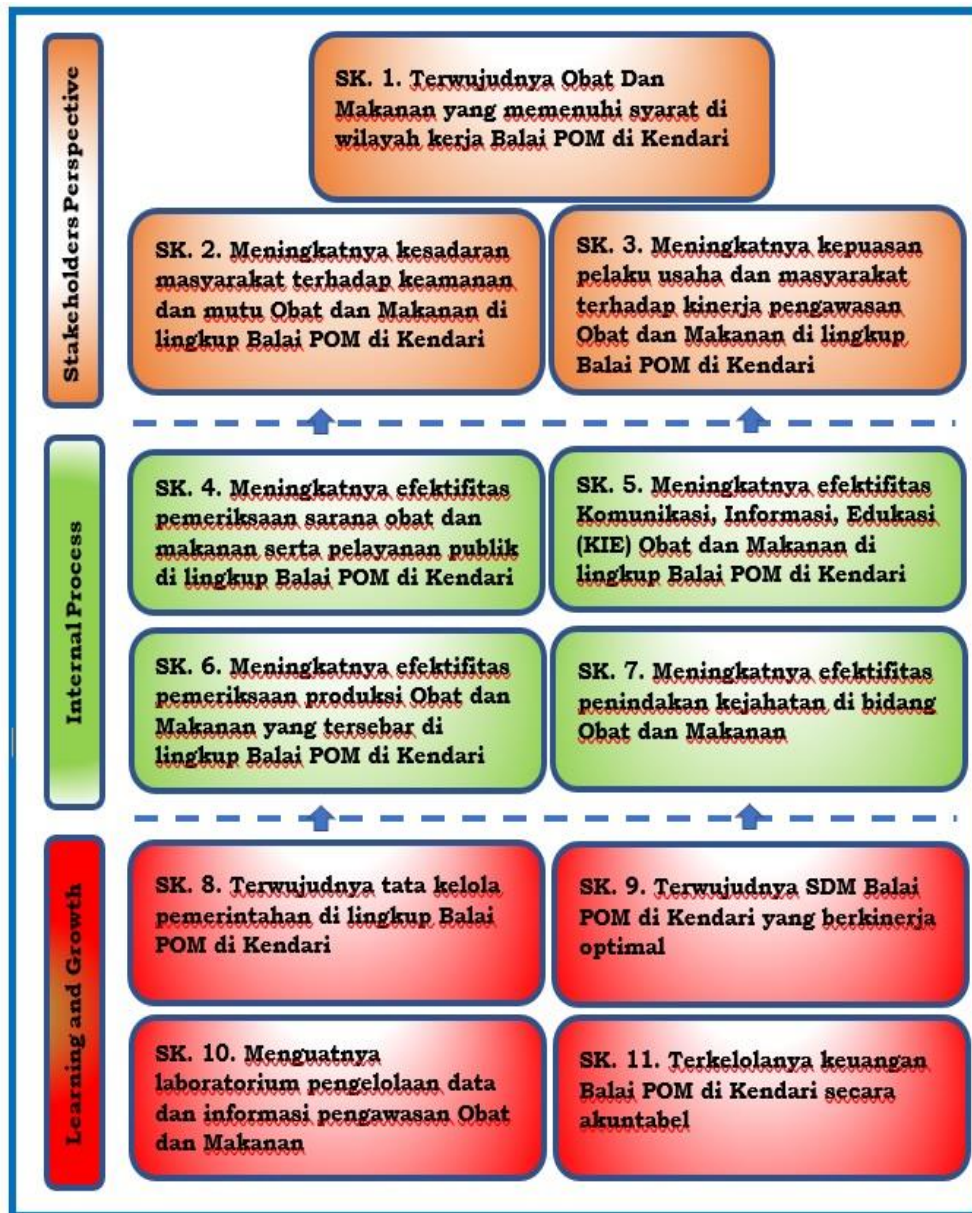 Stakeholders Perspective
SK. 1. Terwujudnya Obat Dan
Makanan yang memenuhi syarat di
wilayah kerja Balai POM di Kendari
SK. 2. Meningkatnya kesadaran
masyarakat terhadap keamanan
dan mutu Obat dan Makanan di
lingkup Balai POM di Kendari
SK. 3. Meningkatnya kepuasan
pelaku usaha dan masyarakat
terhadap kinerja pengawasan
Obat dan Makanan di lingkup
Balai POM di Kendari
Internal Process
SK. 4. Meningkatnya efektifitas
pemeriksaan sarana obat dan
makanan serta pelayanan publik
di lingkup Balai POM di Kendari
SK. 5. Meningkatnya efektifitas
Komunikasi, Informasi, Edukasi
(KIE) Obat dan Makanan di
lingkup Balai POM di Kendari
SK. 6. Meningkatnya efektifitas
pemeriksaan produksi Obat dan
Makanan yang tersebar di
lingkup Balai POM di Kendari
SK. 7. Meningkatnya efektifitas
penindakan kejahatan di bidang
Obat dan Makanan
Learning and Growth
SK. 8. Terwujudnya tata kelola
pemerintahan di lingkup Balai
POM di Kendari
SK. 9. Terwujudnya SDM Balai
POM di Kendari yang berkinerja
optimal
SK. 10. Menguatnya
laboratorium pengelolaan data
dan informasi pengawasan Obat
dan Makanan
SK. 11. Terkelolanya keuangan
Balai POM di Kendari secara
akuntabel